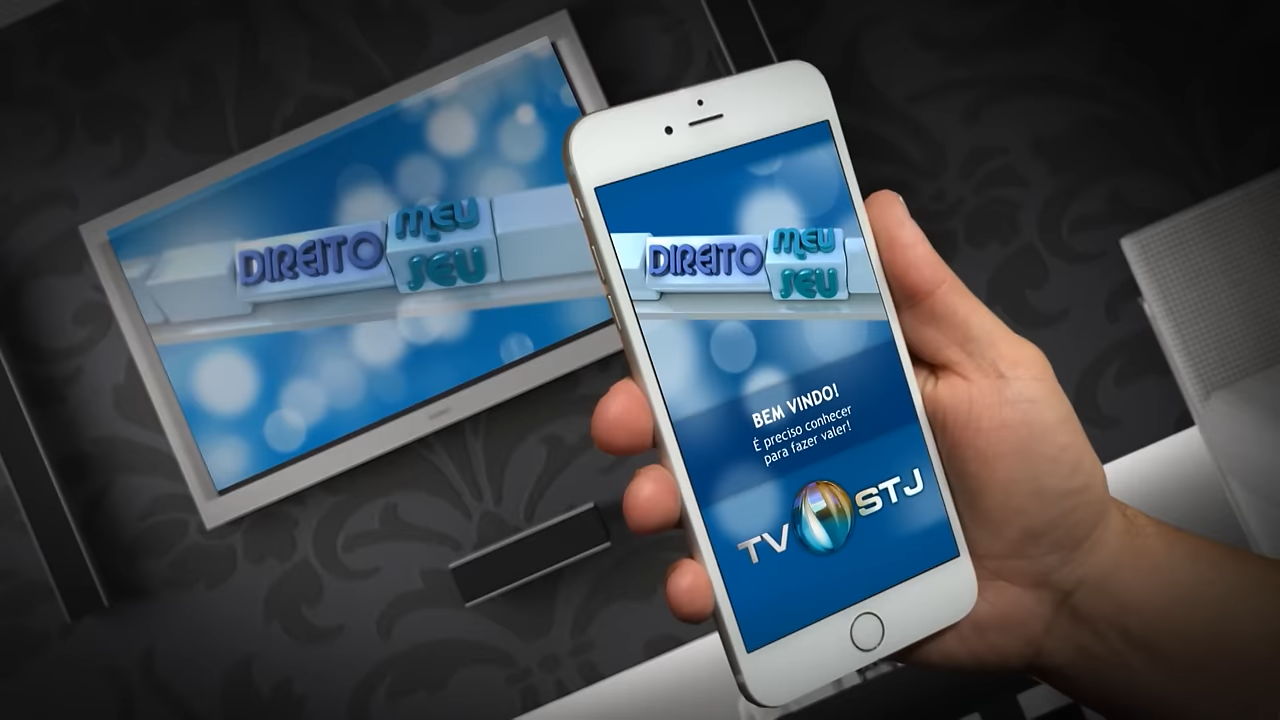 DIREITO
MEU
SEU
DIREITO
MEU
SEU
BEM VINDO!
É preciso conhecer
para fazer valer!
TV STJ